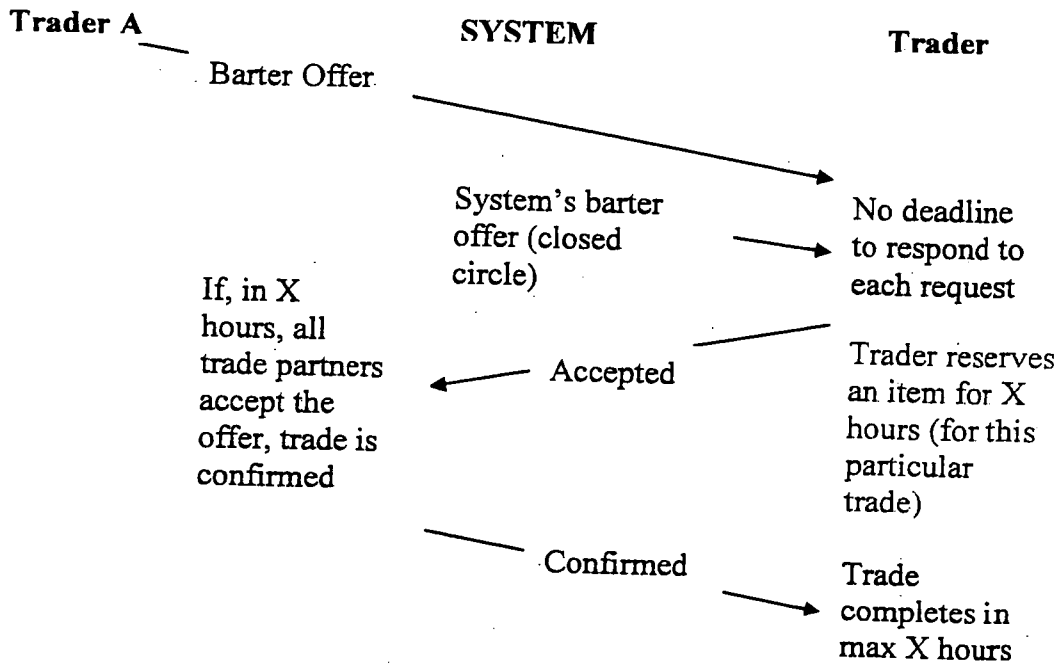 Trader A
SYSTEM
Trader
Barter Offer
System's barter
offer (closed
circle)
No deadline
to respond to
each request
If, in X
hours, all
trade partners
accept the
offer, trade is
confirmed
Accepted
Trader reserves
an item for X
hours (for this
particular
trade)
Confirmed
Trade
completes in
max X hours